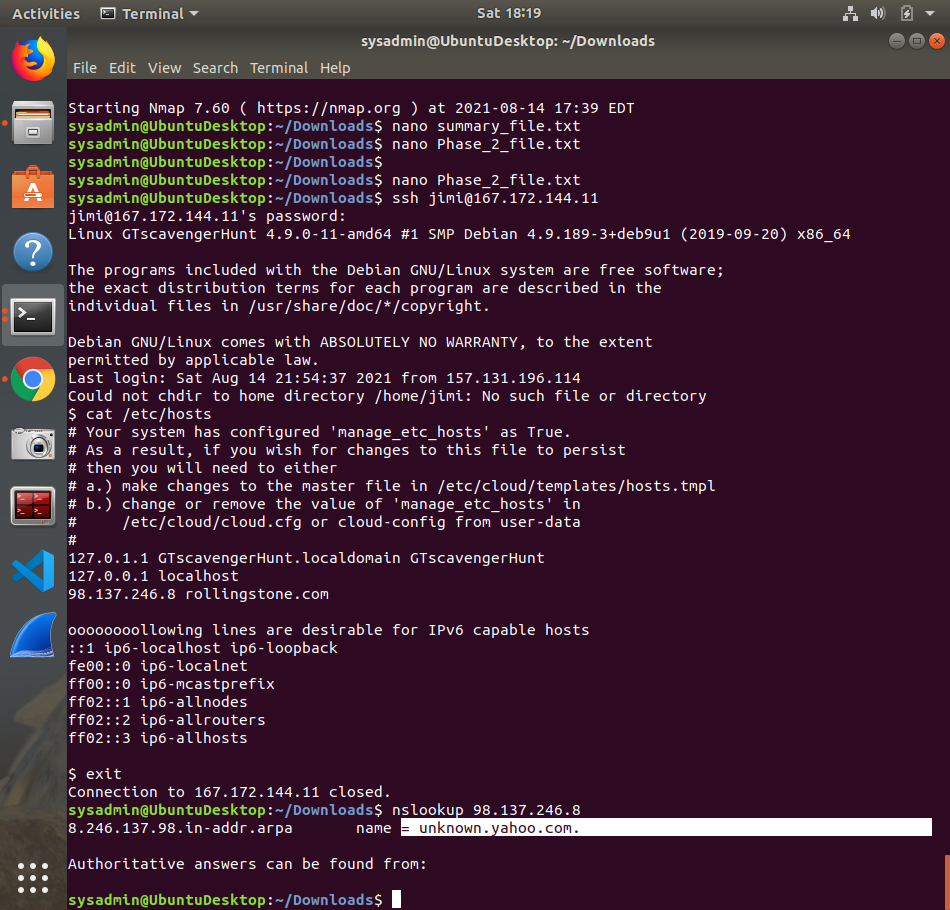 Activities Terminal Sat 18:19
sysadmin@UbuntuDesktop: ~/Downloads
File Edit View Search Terminal Help
Starting Nmap 7.60 ( https://nmap.org ) at 2021-08-14 17:39 EDT
sysadmin@UbuntuDesktop:~/Downloads$ nano summary_file.txt
sysadmin@UbuntuDesktop:~/Downloads$ nano Phase_2_file.txt
sysadmin@UbuntuDesktop:~/Downloads$
sysadmin@UbuntuDesktop:~/Downloads$ nano Phase_2_file.txt
sysadmin@UbuntuDesktop:~/Downloads$ ssh jimi@167.172.144.11
jimi@167.172.144.11's password:
Linux GTscavengerHunt 4.9.0-11-amd64 #1 SMP Debian 4.9.189-3+deb9u1 (2019-09-20) x86_64
The programs included with the Debian GNU/Linux system are free software;
the exact distribution terms for each program are described in the
individual files in /usr/share/doc/*/copyright.
Debian GNU/Linux comes with ABSOLUTELY NO WARRANTY, to the extent
permitted by applicable law.
Last login: Sat Aug 14 21:54:37 2021 from 157.131.196.114
Could not chdir to home directory /home/jimi: No such file or directory
$ cat /etc/hosts
# Your system has configured 'manage_etc_hosts' as True.
# As a result, if you wish for changes to this file to persist
# then you will need to either
# a.) make changes to the master file in /etc/cloud/templates/hosts.tmpl
# b.) change or remove the value of 'manage_etc_hosts' in
#     /etc/cloud/cloud.cfg or cloud-config from user-data
#
127.0.1.1 GTscavengerHunt.localdomain GTscavengerHunt
127.0.0.1 localhost
98.137.246.8 rollingstone.com
oooooooollowing lines are desirable for IPv6 capable hosts
::1 ip6-localhost ip6-loopback
fe00::0 ip6-localnet
ff00::0 ip6-mcastprefix
ff02::1 ip6-allnodes
ff02::2 ip6-allrouters
ff02::3 ip6-allhosts
$ exit
Connection to 167.172.144.11 closed.
sysadmin@UbuntuDesktop:~/Downloads$ nslookup 98.137.246.8
8.246.137.98.in-addr.arpa       name = unknown.yahoo.com.
Authoritative answers can be found from:
sysadmin@UbuntuDesktop:~/Downloads$